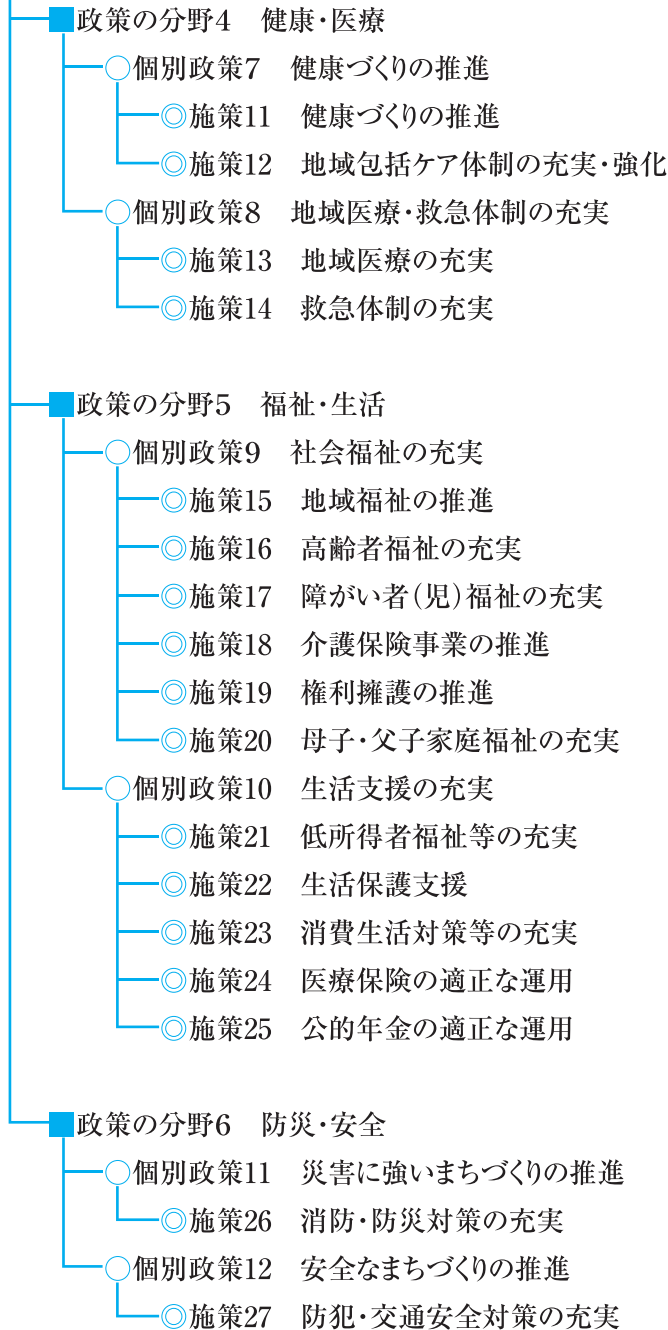 ■政策の分野4　健康・医療
○個別政策7　健康づくりの推進
◎施策11　健康づくりの推進
◎施策12　地域包括ケア体制の充実・強化
○個別政策8　地域医療・救急体制の充実
◎施策13　地域医療の充実
◎施策14　救急体制の充実
■政策の分野5　福祉・生活
○個別政策9　社会福祉の充実
◎施策15　地域福祉の推進
◎施策16　高齢者福祉の充実
◎施策17　障がい者（児）福祉の充実
◎施策18　介護保険事業の推進
◎施策19　権利擁護の推進
◎施策20　母子・父子家庭福祉の充実
○個別政策10　生活支援の充実
◎施策21　低所得者福祉等の充実
◎施策22　生活保護支援
◎施策23　消費生活対策等の充実
◎施策24　医療保険の適正な運用
◎施策25　公的年金の適正な運用
■政策の分野6　防災・安全
○個別政策11　災害に強いまちづくりの推進
◎施策26　消防・防災対策の充実
○個別政策12　安全なまちづくりの推進
◎施策27　防犯・交通安全対策の充実